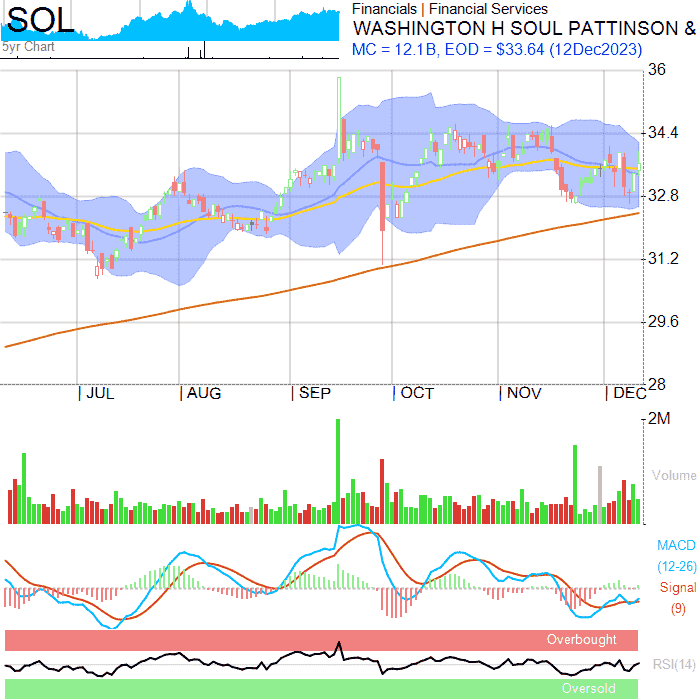 SOL
5yr Chart
Financials | Financial Services
WASHINGTON H SOUL PATTINSON &
MC = 12.1B, EOD = $33.64 (12Dec2023)
36
34.4
32.8
31.2
29.6
28
| JUL | AUG | SEP | OCT | NOV | DEC
2M
Volume
MACD
(12-26)
Signal
(9)
Overbought
RSI(14)
Oversold